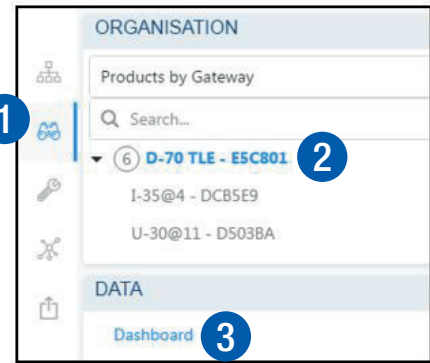 ORGANISATION
Products by Gateway
1
Search...
6 D-70 TLE - E5C801 2
I-35@4 - DCB5E9
U-30@11 - D503BA
DATA
Dashboard 3